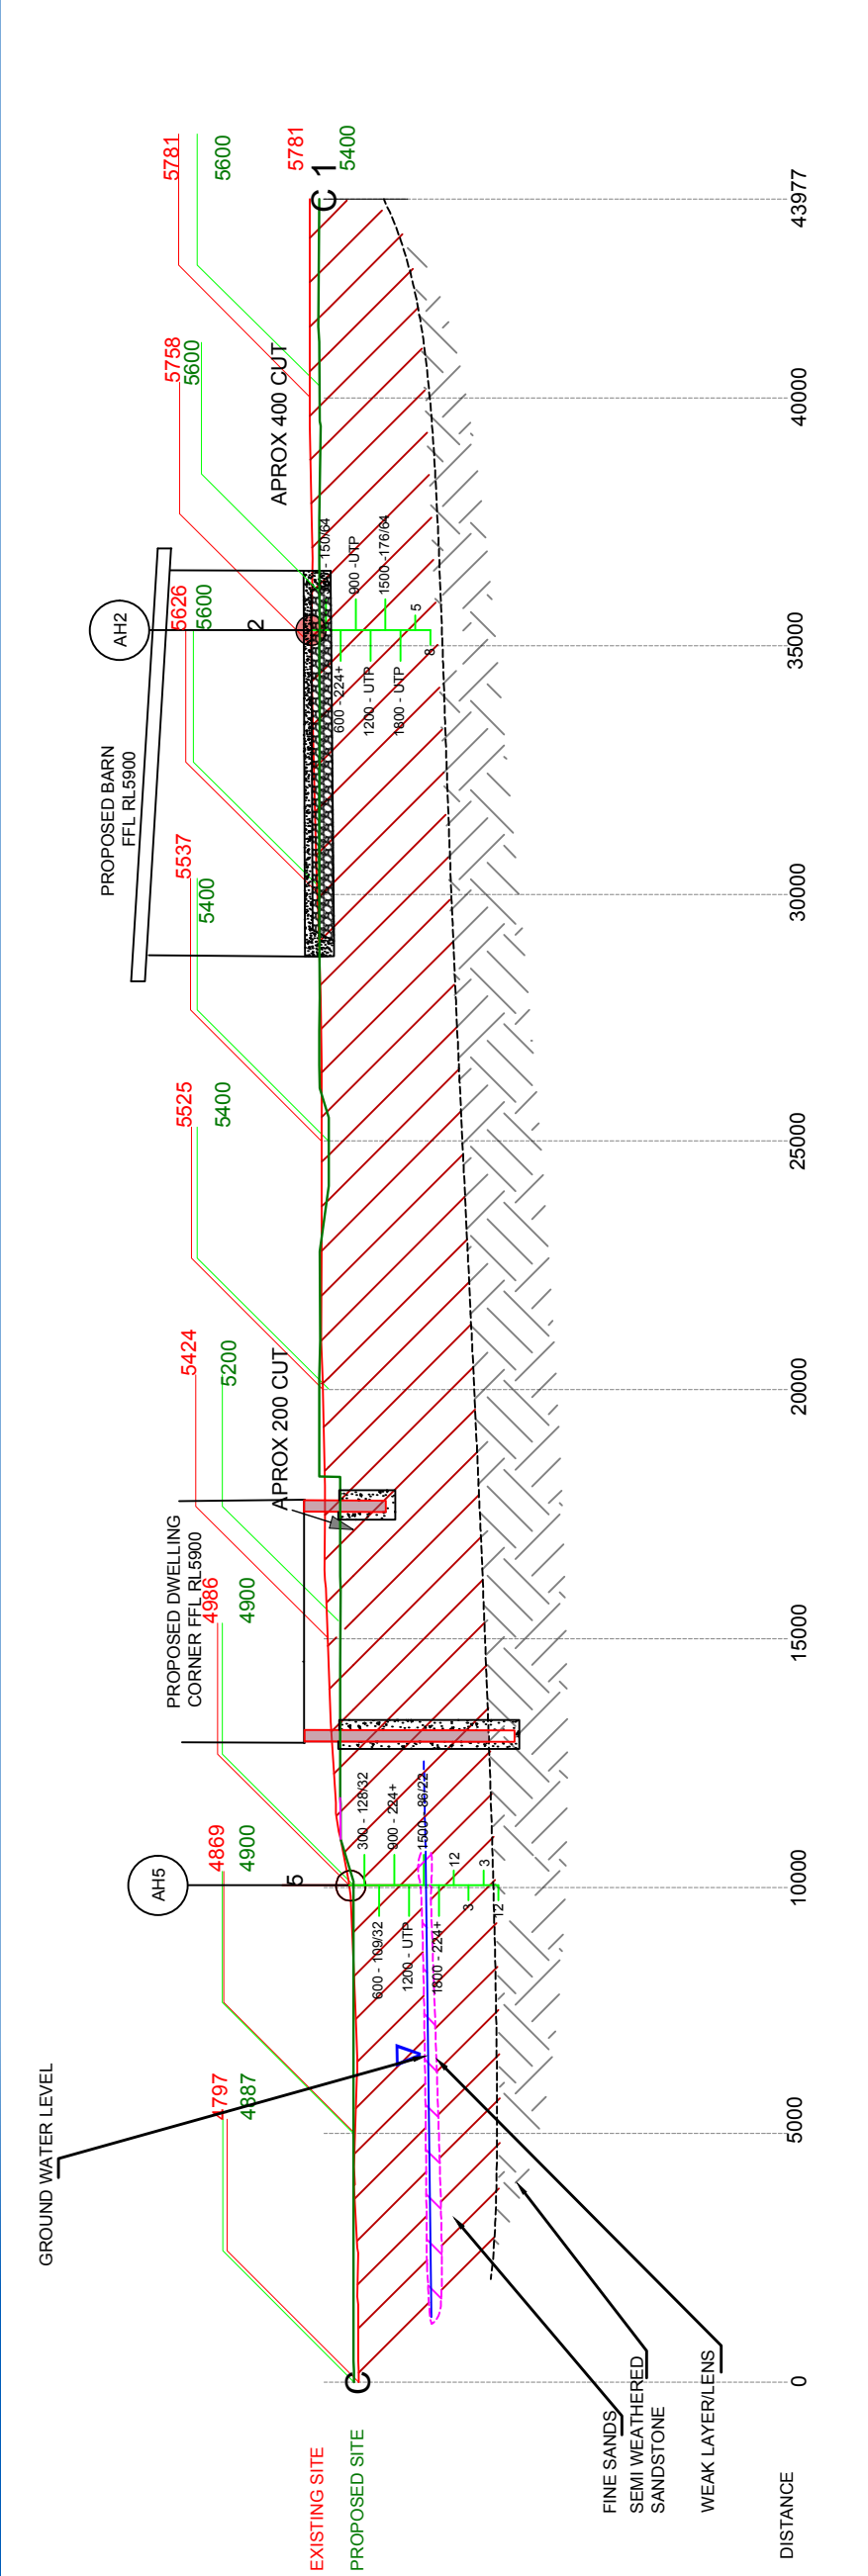 GROUND WATER LEVEL
PROPOSED DWELLING
CORNER FFL RL5900
PROPOSED BARN
FFL RL5900
AH5
5
AH2
2
4797
4887
4869
4900
4986
4900
5424
5200
5525
5400
5537
5400
5626
5600
5758
5600
5781
5600
5781
5400
APROX 200 CUT
APROX 400 CUT
C
C 1
300 - 128/32
600 - 109/32
900 - 224+
1200 - UTP
1500 - 86/22
1800 - 224+
12
3
3
12
150/64
600 - 224+
900 -UTP
1200 - UTP
1500 -176/64
1800 - UTP
5
8
EXISTING SITE
PROPOSED SITE
FINE SANDS
SEMI WEATHERED
SANDSTONE
WEAK LAYER/LENS
DISTANCE
0
5000
10000
15000
20000
25000
30000
35000
40000
43977